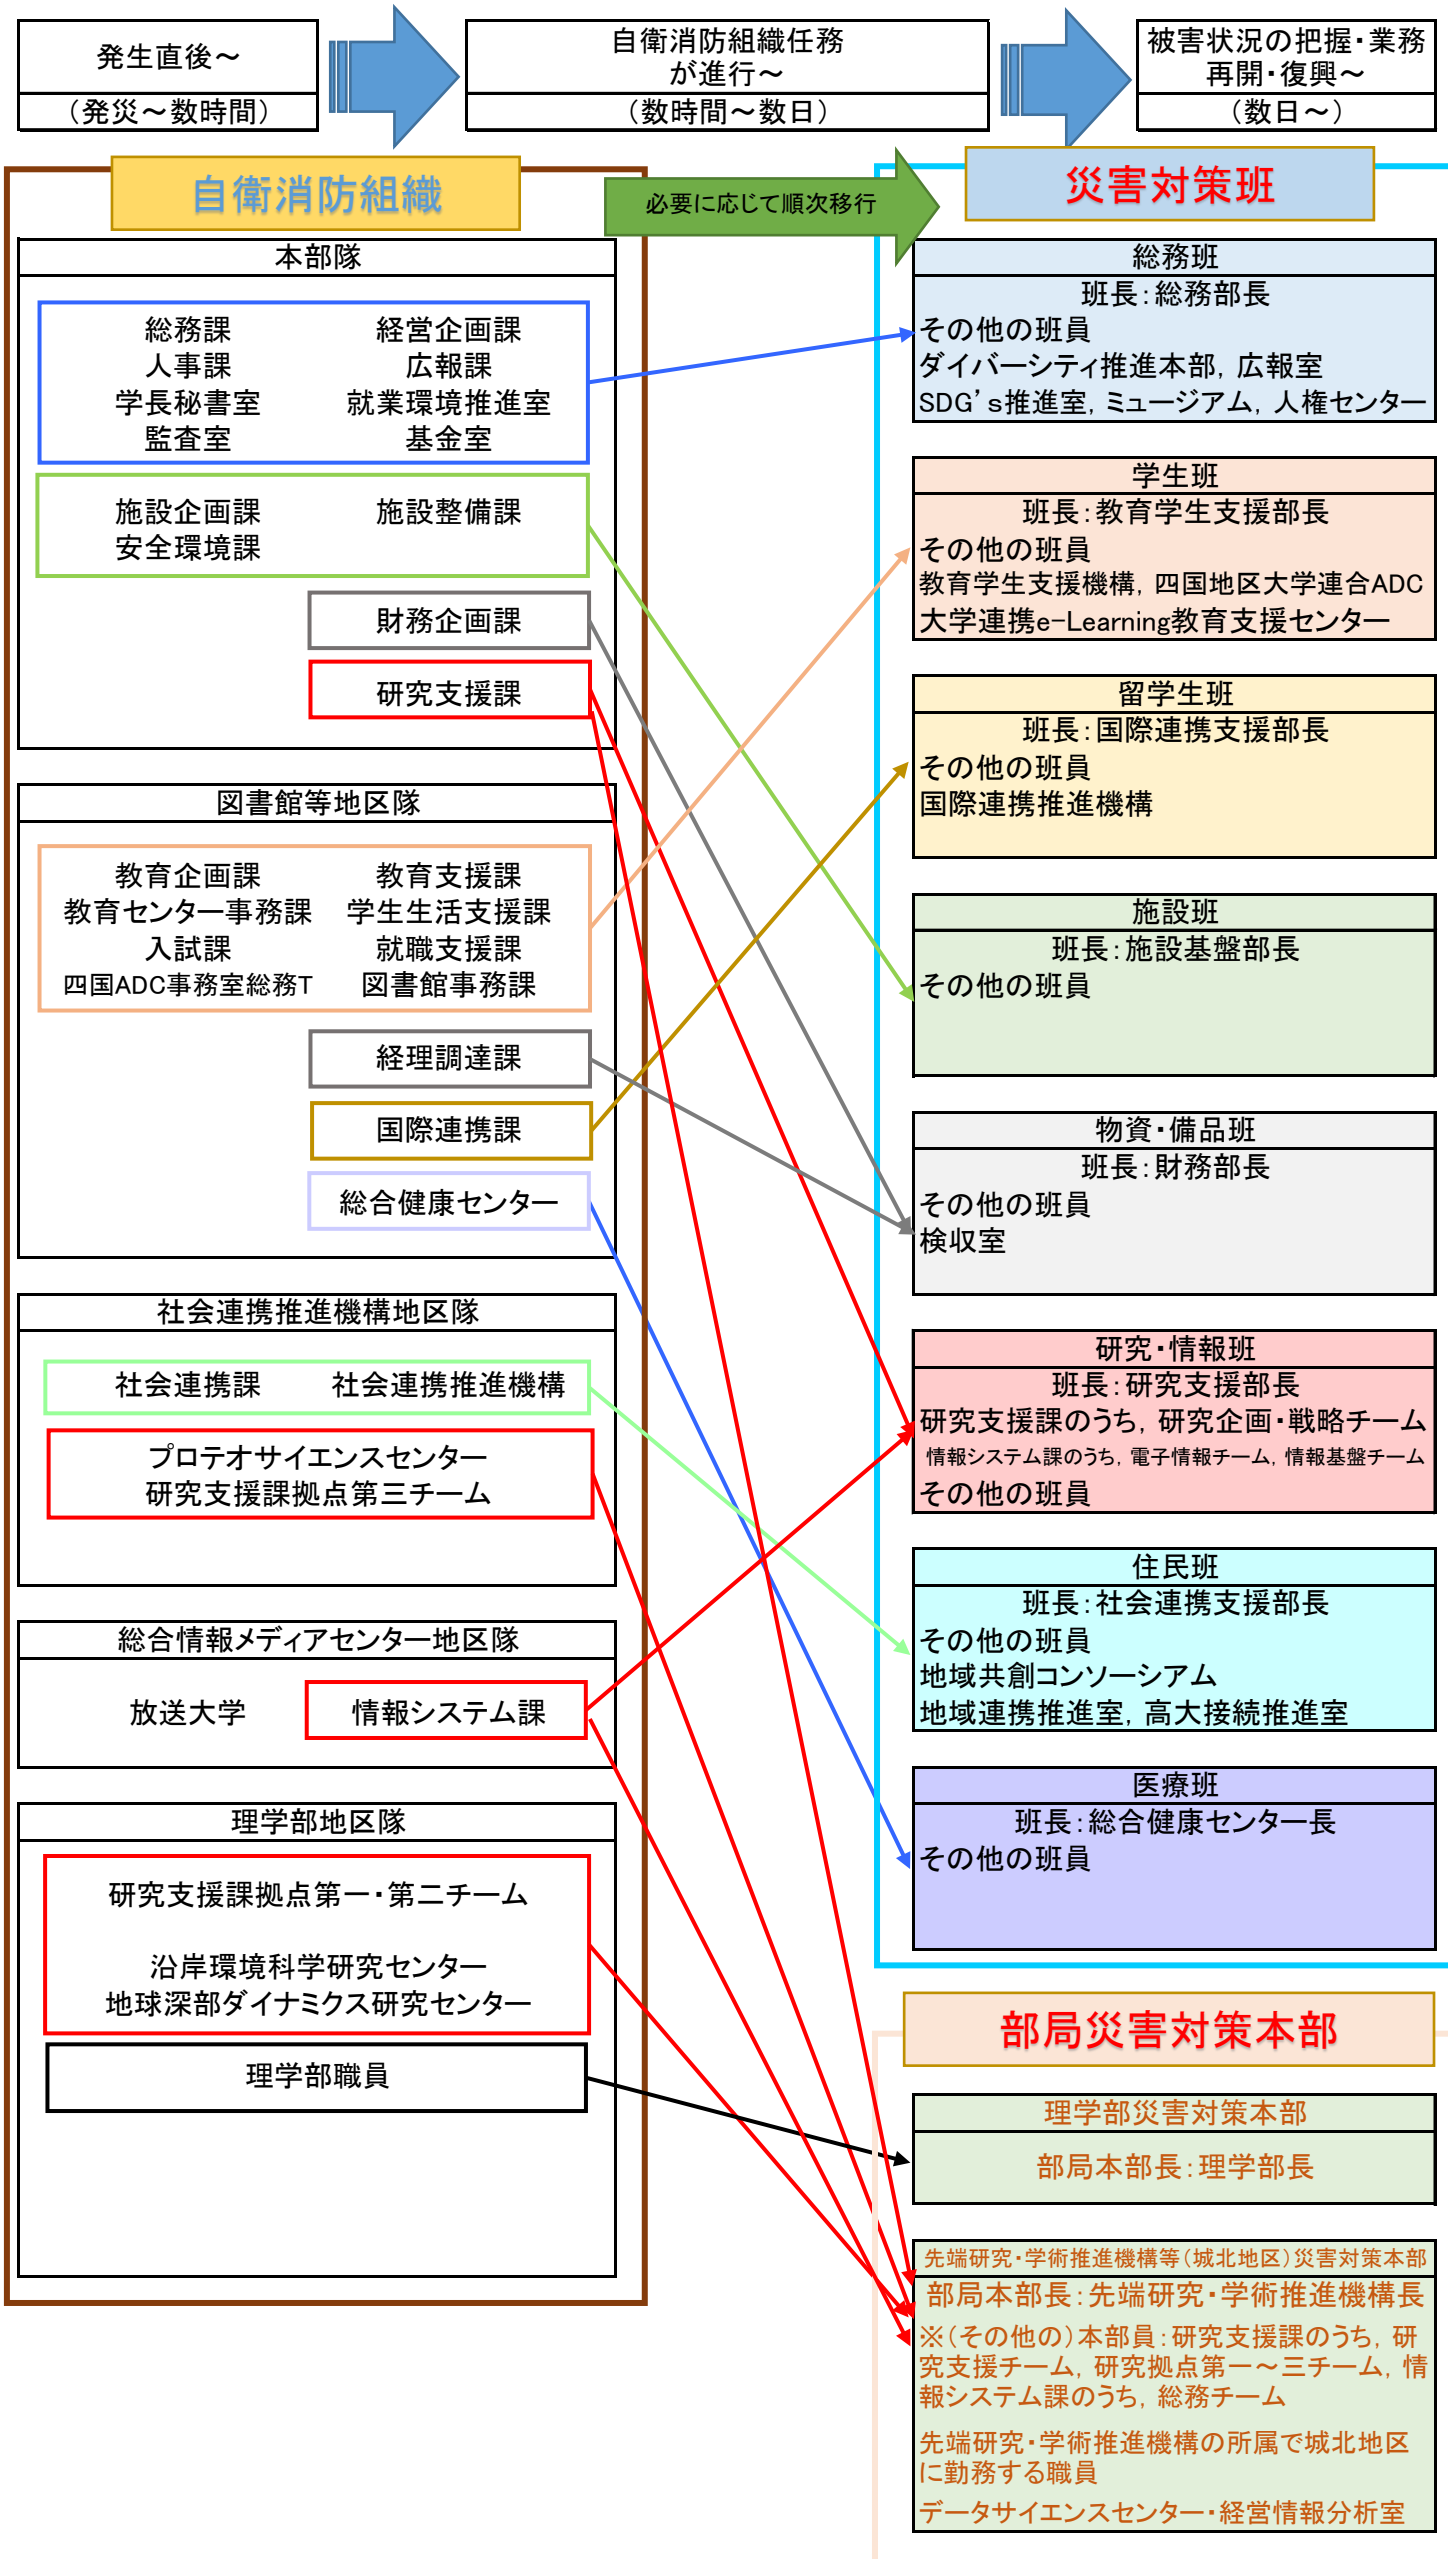 発生直後～
（発災～数時間）
自衛消防組織任務
が進行～
（数時間～数日）
被害状況の把握・業務
再開・復興～
（数日～）
自衛消防組織
必要に応じて順次移行
災害対策班
本部隊
総務課　経営企画課
人事課　広報課
学長秘書室　就業環境推進室
監査室　基金室
施設企画課　施設整備課
安全環境課
財務企画課
研究支援課
図書館等地区隊
教育企画課　教育支援課
教育センター事務課　学生生活支援課
入試課　就職支援課
四国ADC事務室総務T　図書館事務課
経理調達課
国際連携課
総合健康センター
社会連携推進機構地区隊
社会連携課　社会連携推進機構
プロテオサイエンスセンター
研究支援課拠点第三チーム
総合情報メディアセンター地区隊
放送大学　情報システム課
理学部地区隊
研究支援課拠点第一・第二チーム
沿岸環境科学研究センター
地球深部ダイナミクス研究センター
理学部職員
総務班
班長：総務部長
その他の班員
ダイバーシティ推進本部，広報室
SDG’ｓ推進室，ミュージアム，人権センター
学生班
班長：教育学生支援部長
その他の班員
教育学生支援機構，四国地区大学連合ADC
大学連携e-Learning教育支援センター
留学生班
班長：国際連携支援部長
その他の班員
国際連携推進機構
施設班
班長：施設基盤部長
その他の班員
物資・備品班
班長：財務部長
その他の班員
検収室
研究・情報班
班長：研究支援部長
研究支援課のうち，研究企画・戦略チーム
情報システム課のうち，電子情報チーム，情報基盤チーム
その他の班員
住民班
班長：社会連携支援部長
その他の班員
地域共創コンソーシアム
地域連携推進室，高大接続推進室
医療班
班長：総合健康センター長
その他の班員
部局災害対策本部
理学部災害対策本部
部局本部長：理学部長
先端研究・学術推進機構等（城北地区）災害対策本部
部局本部長：先端研究・学術推進機構長
※（その他の）本部員：研究支援課のうち，研
究支援チーム，研究拠点第一～三チーム，情
報システム課のうち，総務チーム
先端研究・学術推進機構の所属で城北地区
に勤務する職員
データサイエンスセンター・経営情報分析室